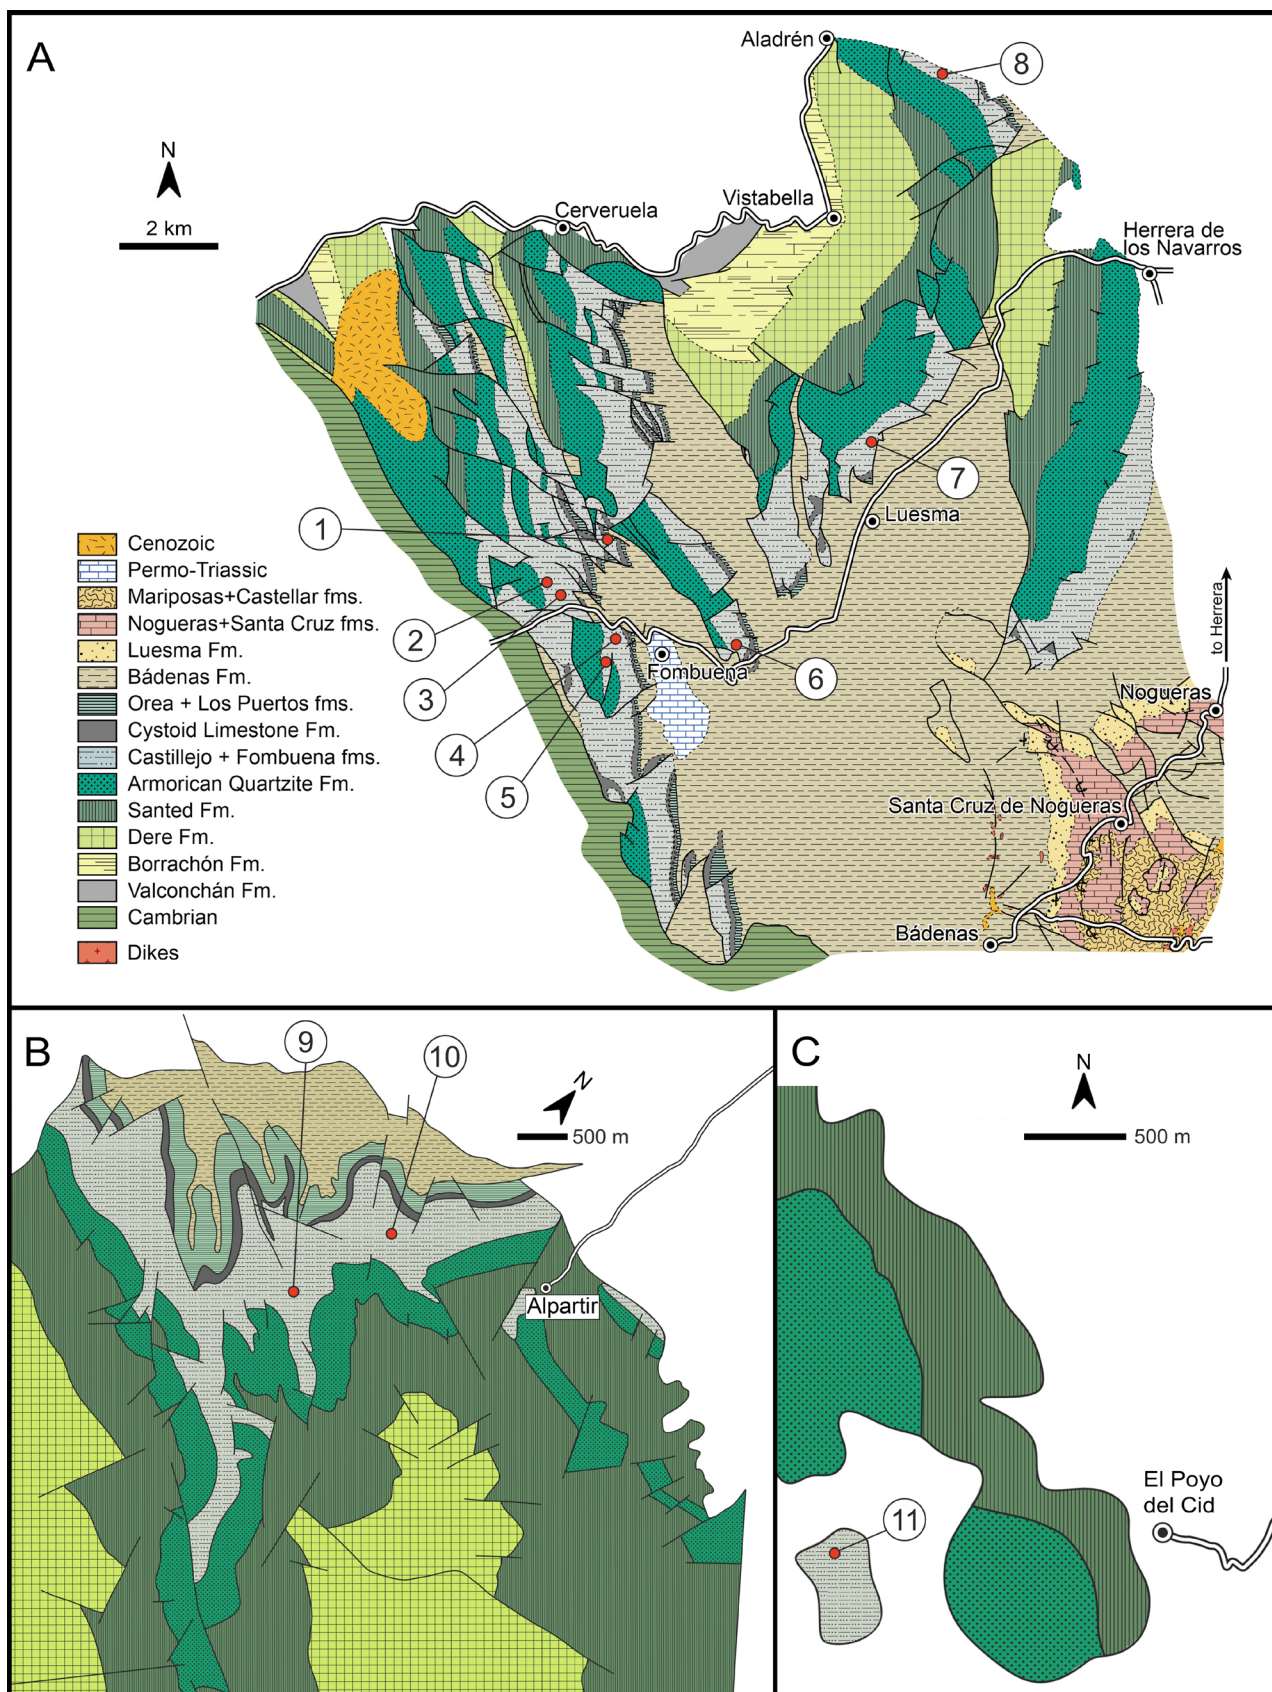 A
Aladrén
8
N
2 km
Cerveruela
Vistabella
Herrera de
los Navarros
7
Luesma
1
2
3
4
5
6
Fombuena
to Herrera
Nogueras
Santa Cruz de Nogueras
Bádenas
Cenozoic
Permo-Triassic
Mariposas+Castellar fms.
Nogueras+Santa Cruz fms.
Luesma Fm.
Bádenas Fm.
Orea + Los Puertos fms.
Cystoid Limestone Fm.
Castillejo + Fombuena fms.
Armorican Quartzite Fm.
Santed Fm.
Dere Fm.
Borrachón Fm.
Valconchán Fm.
Cambrian
Dikes
B
9
10
N
500 m
Alpartir
C
N
500 m
El Poyo
del Cid
11